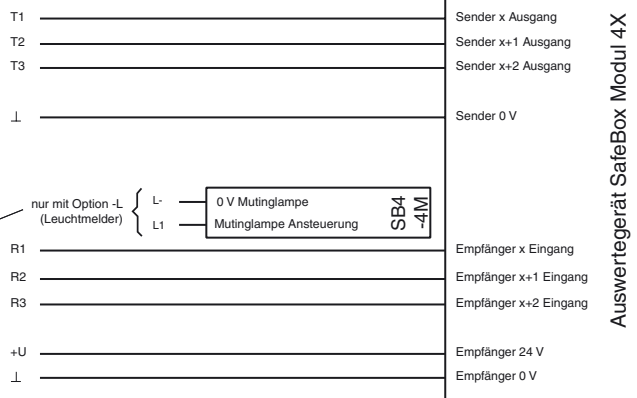 T1 Sender x Ausgang
T2 Sender x+1 Ausgang
T3 Sender x+2 Ausgang
⊥ Sender 0 V
nur mit Option -L
(Leuchtmelder)
L- 0 V Mutinglampe
L1 Mutinglampe Ansteuerung
SB4
-4M
R1 Empfänger x Eingang
R2 Empfänger x+1 Eingang
R3 Empfänger x+2 Eingang
+U Empfänger 24 V
⊥ Empfänger 0 V
Auswertegerät SafeBox Modul 4X